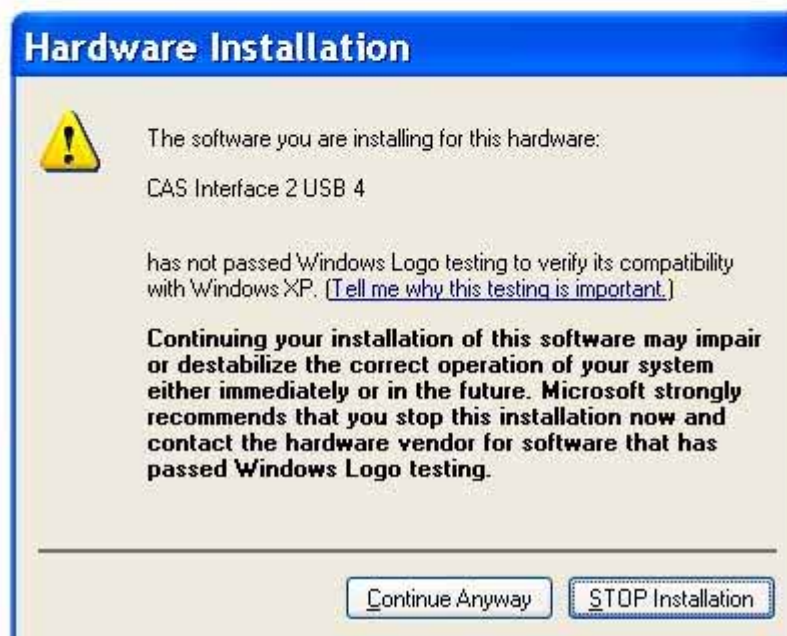 Hardware Installation
The software you are installing for this hardware:
CAS Interface 2 USB 4
has not passed Windows Logo testing to verify its compatibility
with Windows XP. (Tell me why this testing is important.)
Continuing your installation of this software may impair
or destabilize the correct operation of your system
either immediately or in the future. Microsoft strongly
recommends that you stop this installation now and
contact the hardware vendor for software that has
passed Windows Logo testing.
Continue Anyway STOP Installation